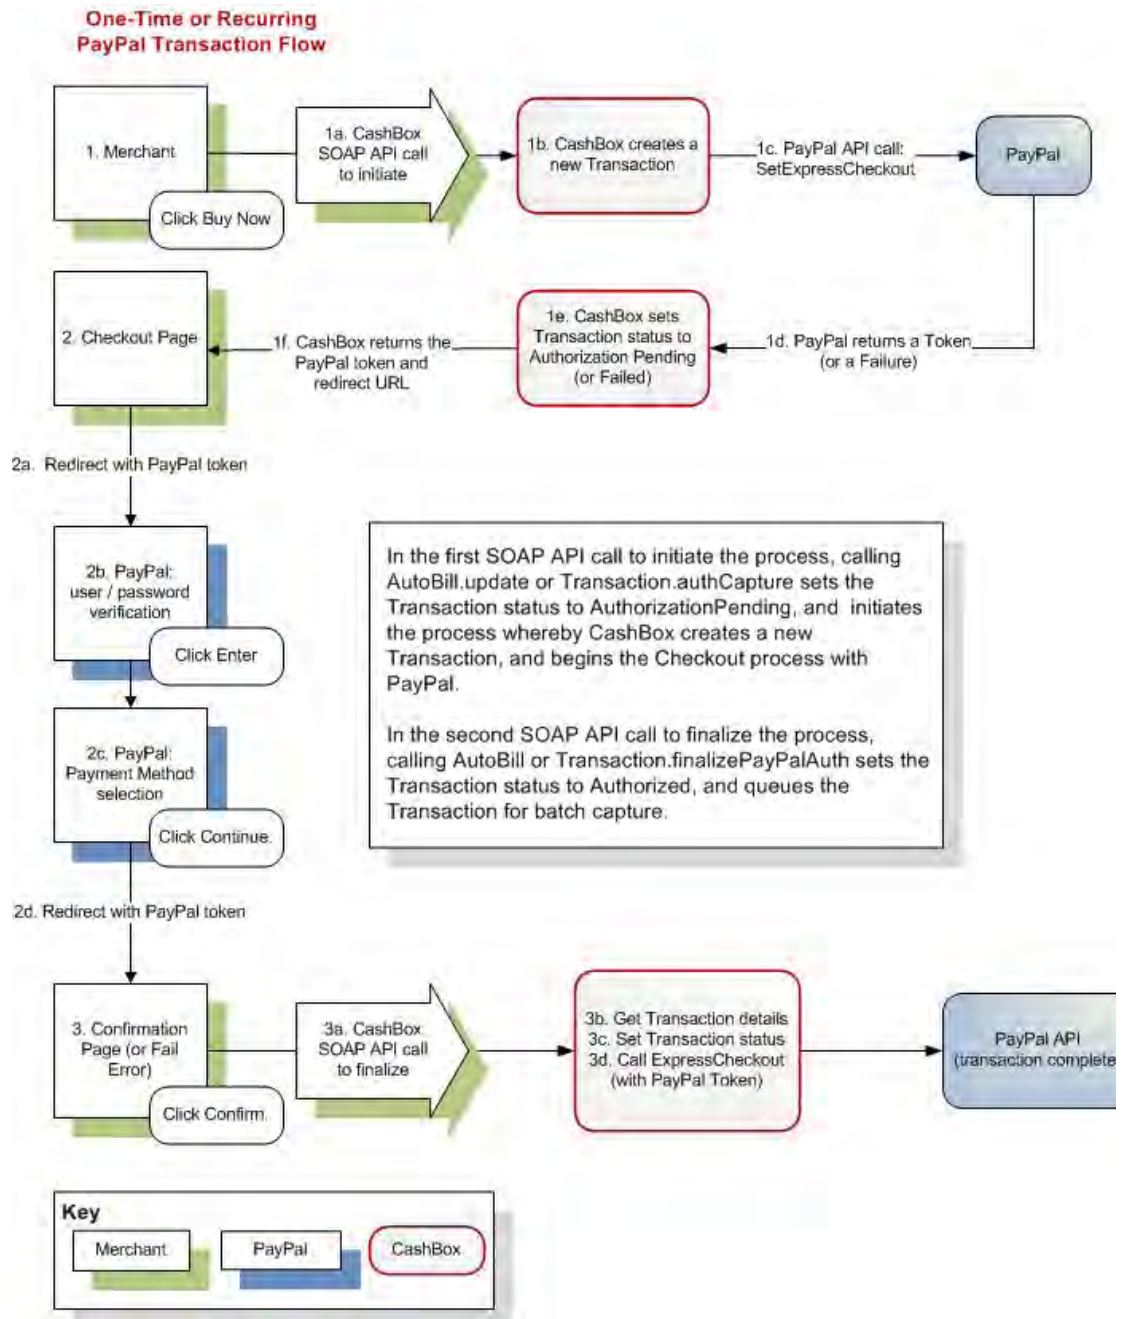 One-Time or Recurring
PayPal Transaction Flow
1. Merchant
Click Buy Now
1a. CashBox
SOAP API call
to initiate
1b. CashBox creates a
new Transaction
1c. PayPal API call:
SetExpressCheckout
PayPal
2. Checkout Page
1f. CashBox returns the
PayPal token and
redirect URL
1e. CashBox sets
Transaction status to
Authorization Pending
(or Failed)
1d. PayPal returns a Token
(or a Failure)
2a. Redirect with PayPal token
2b. PayPal:
user / password
verification
Click Enter
In the first SOAP API call to initiate the process, calling
AutoBill.update or Transaction.authCapture sets the
Transaction status to AuthorizationPending, and initiates
the process whereby CashBox creates a new
Transaction, and begins the Checkout process with
PayPal.
In the second SOAP API call to finalize the process,
calling AutoBill or Transaction.finalizePayPalAuth sets the
Transaction status to Authorized, and queues the
Transaction for batch capture.
2c. PayPal:
Payment Method
selection
Click Continue.
2d. Redirect with PayPal token
3. Confirmation
Page (or Fail
Error)
Click Confirm.
3a. CashBox
SOAP API call
to finalize
3b. Get Transaction details
3c. Set Transaction status
3d. Call ExpressCheckout
(with PayPal Token)
PayPal API
(transaction complete
Key
Merchant
PayPal
CashBox